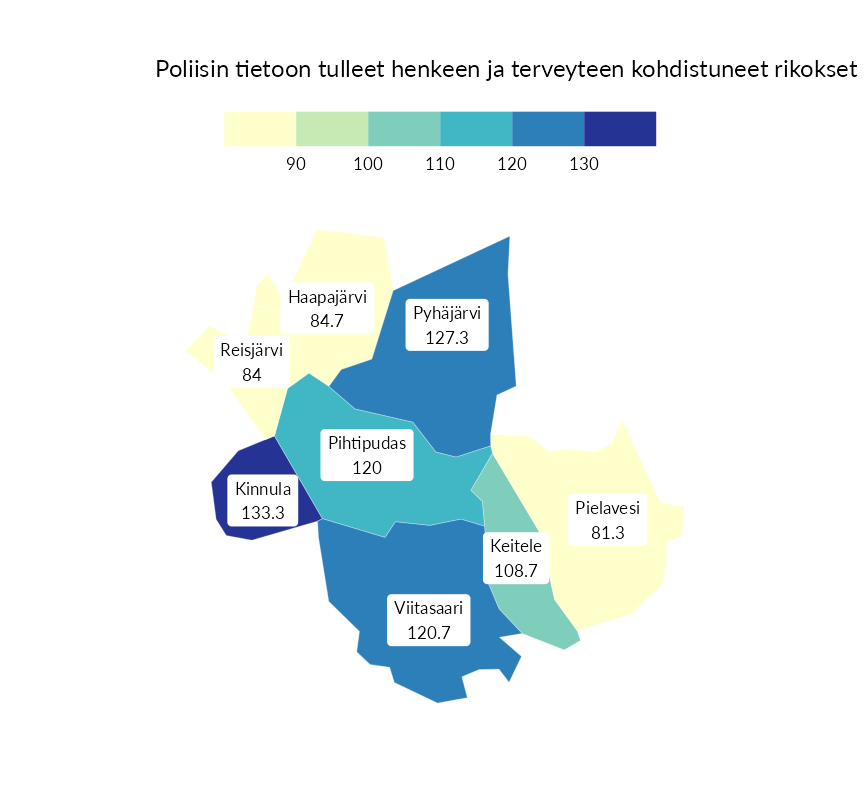 Poliisin tietoon tulleet henkeen ja terveyteen kohdistuneet rikokset
90 100 110 120 130
Haapajärvi
84.7
Pyhäjärvi
127.3
Reisjärvi
84
Pihtipudas
120
Kinnula
133.3
Pielavesi
81.3
Keitele
108.7
Viitasaari
120.7